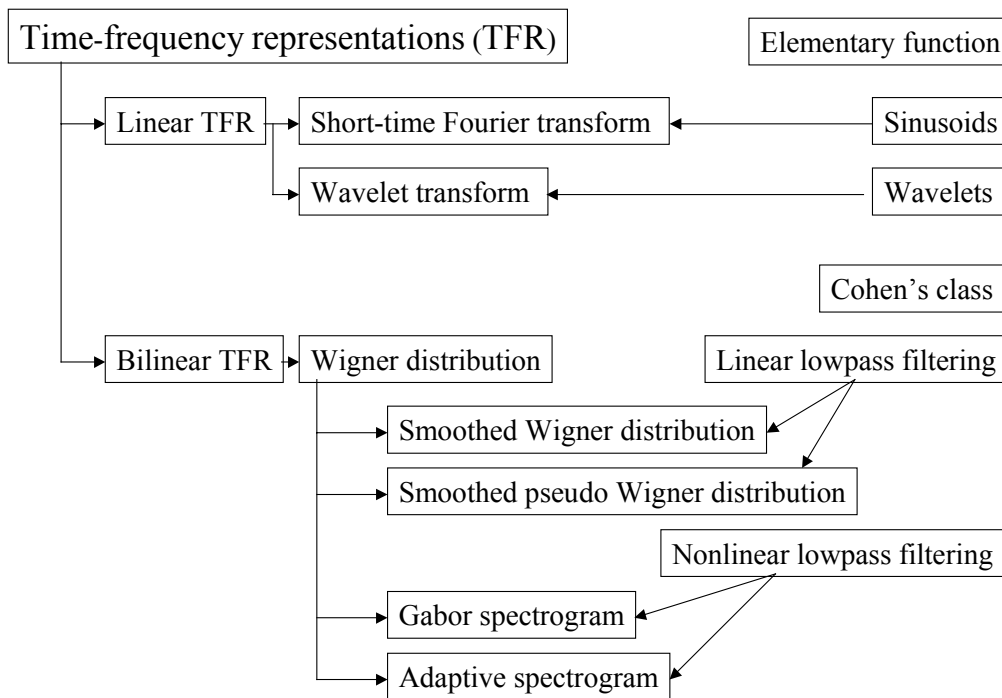 Time-frequency representations (TFR)
Elementary function
Linear TFR
Short-time Fourier transform
Sinusoids
Wavelet transform
Wavelets
Cohen’s class
Bilinear TFR
Wigner distribution
Linear lowpass filtering
Smoothed Wigner distribution
Smoothed pseudo Wigner distribution
Nonlinear lowpass filtering
Gabor spectrogram
Adaptive spectrogram